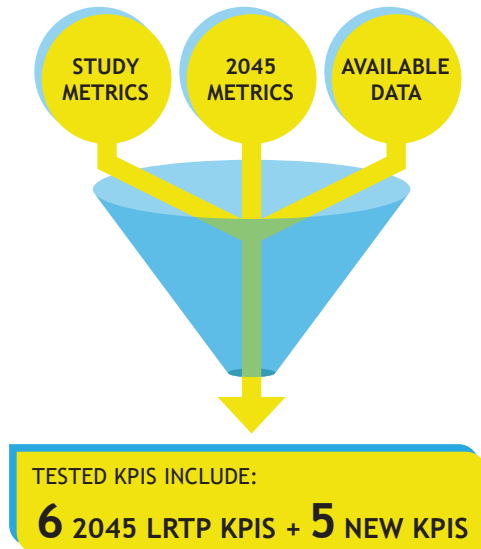 STUDY
METRICS
2045
METRICS
AVAILABLE
DATA
TESTED KPIS INCLUDE:
6 2045 LRTP KPIS + 5 NEW KPIS